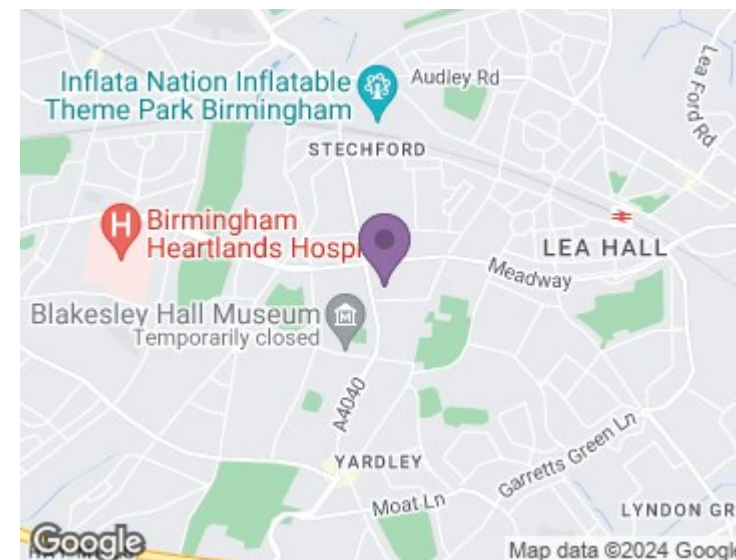 Inflata Nation Inflatable
Theme Park Birmingham
Audley Rd
Lea Ford Rd
STECHFORD
H
Birmingham
Heartlands Hospi
LEA HALL
Meadway
Blakesley Hall Museum
Temporarily closed
M
A4040
Garretts Green Ln
YARDLEY
Moat Ln
LYNDON GR
Google
Map data ©2024 Google